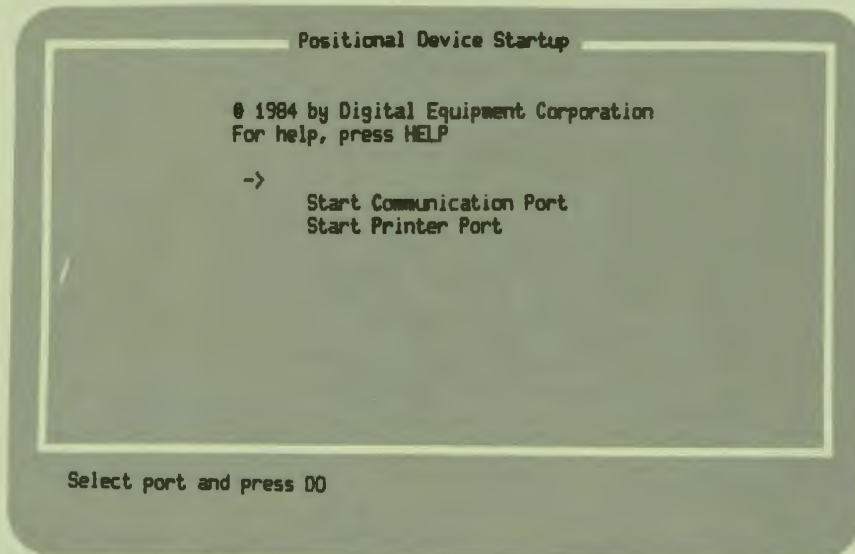 Positional Device Startup
© 1984 by Digital Equipment Corporation
For help, press HELP
->
Start Communication Port
Start Printer Port
Select port and press DO